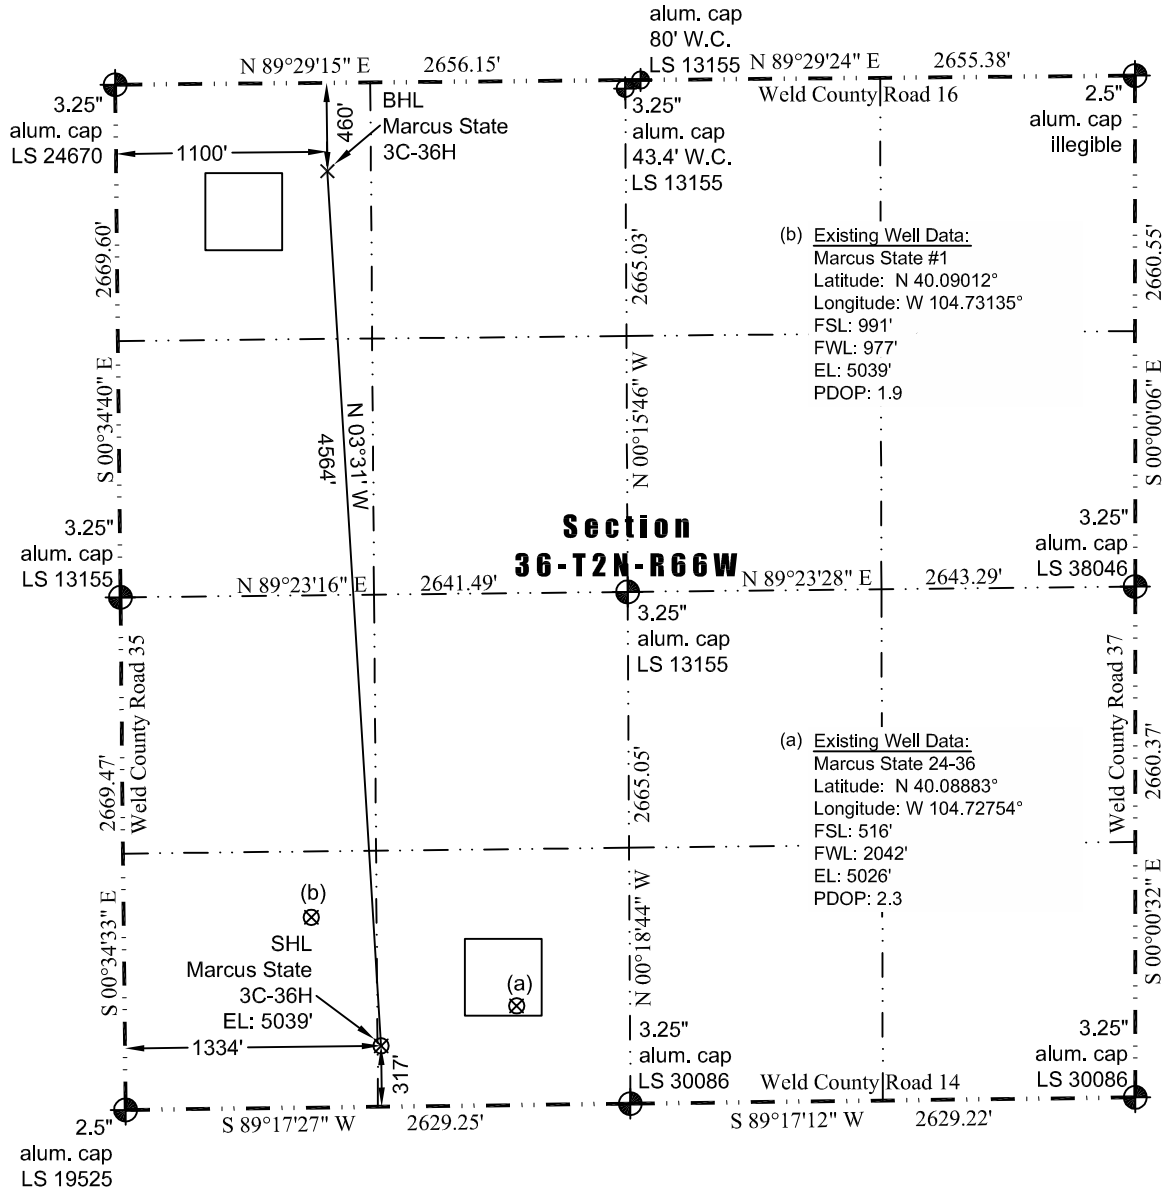 alum. cap
80' W.C.
LS 13155
N 89°29'15" E 2656.15'
N 89°29'24" E 2655.38'
Weld County Road 16
3.25"
alum. cap
LS 24670
BHL
Marcus State
3C-36H
460'
1100'
3.25"
alum. cap
43.4' W.C.
LS 13155
2.5"
alum. cap
illegible
2669.60'
S 00°34'40" E
2665.03'
N 00°15'46" W
2660.55'
S 00°00'06" E
(b) Existing Well Data:
Marcus State #1
Latitude: N 40.09012°
Longitude: W 104.73135°
FSL: 991'
FWL: 977'
EL: 5039'
PDOP: 1.9
N 03°31' W
4564'
Section
36-T2N-R66W
3.25"
alum. cap
LS 13155
N 89°23'16" E 2641.49'
N 89°23'28" E 2643.29'
3.25"
alum. cap
LS 38046
3.25"
alum. cap
LS 13155
Weld County Road 35
2669.47'
S 00°34'33" E
2665.05'
N 00°18'44" W
Weld County Road 37
2660.37'
S 00°00'32" E
(a) Existing Well Data:
Marcus State 24-36
Latitude: N 40.08883°
Longitude: W 104.72754°
FSL: 516'
FWL: 2042'
EL: 5026'
PDOP: 2.3
(b)
SHL
Marcus State
3C-36H
EL: 5039'
(a)
1334'
317'
3.25"
alum. cap
LS 30086
Weld County Road 14
3.25"
alum. cap
LS 30086
S 89°17'27" W 2629.25'
S 89°17'12" W 2629.22'
2.5"
alum. cap
LS 19525